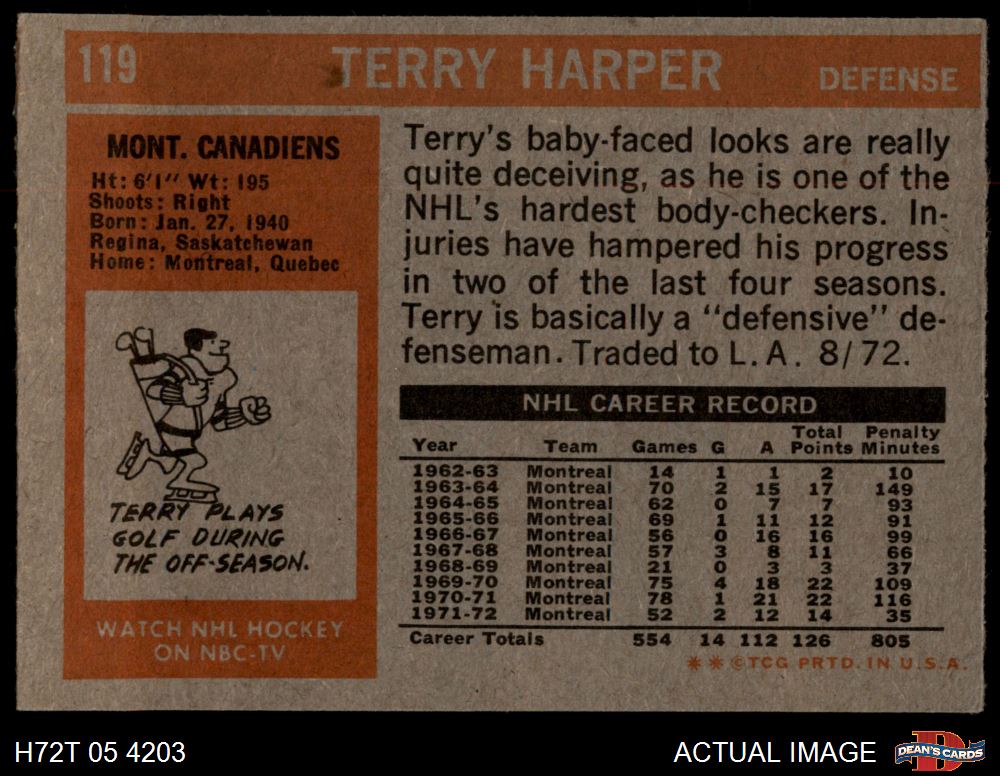 119 TERRY HARPER DEFENSE
MONT. CANADIENS
Ht: 6'1" Wt: 195
Shoots: Right
Born: Jan. 27, 1940
Regina, Saskatchewan
Home: Montreal, Quebec
TERRY PLAYS
GOLF DURING
THE OFF-SEASON.
WATCH NHL HOCKEY
ON NBC-TV
Terry's baby-faced looks are really
quite deceiving, as he is one of the
NHL's hardest body-checkers. In-
juries have hampered his progress
in two of the last four seasons.
Terry is basically a "defensive" de-
fenseman. Traded to L.A. 8/72.
NHL CAREER RECORD
Year Team Games G A Total Points Penalty Minutes
1962-63 Montreal 14 1 1 2 10
1963-64 Montreal 70 2 15 17 149
1964-65 Montreal 62 0 7 7 93
1965-66 Montreal 69 1 11 12 91
1966-67 Montreal 56 0 16 16 99
1967-68 Montreal 57 3 8 11 66
1968-69 Montreal 21 0 3 3 37
1969-70 Montreal 75 4 18 22 109
1970-71 Montreal 78 1 21 22 116
1971-72 Montreal 52 2 12 14 35
Career Totals 554 14 112 126 805
**©TCG PRTD. IN U.S.A.
H72T 05 4203 ACTUAL IMAGE DEAN'S CARDS